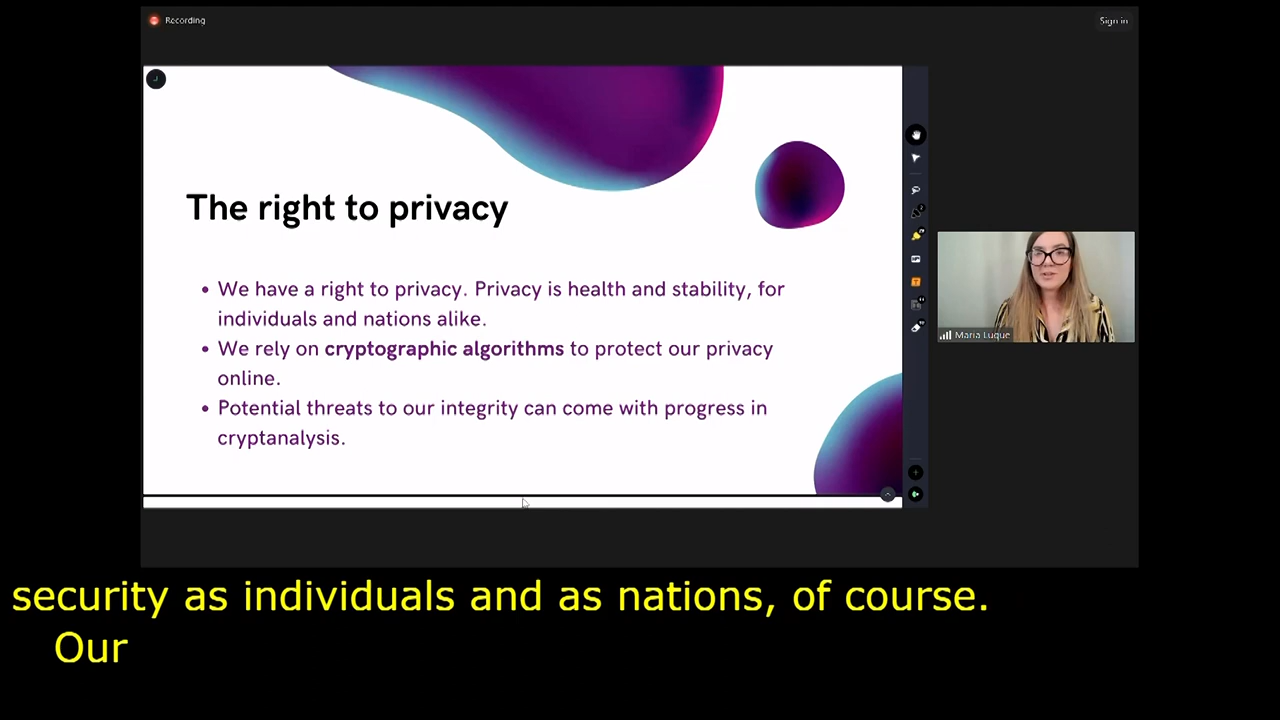 Recording
Sign in
The right to privacy
• We have a right to privacy. Privacy is health and stability, for
individuals and nations alike.
• We rely on cryptographic algorithms to protect our privacy
online.
• Potential threats to our integrity can come with progress in
cryptanalysis.
Maria Luque
security as individuals and as nations, of course.
Our